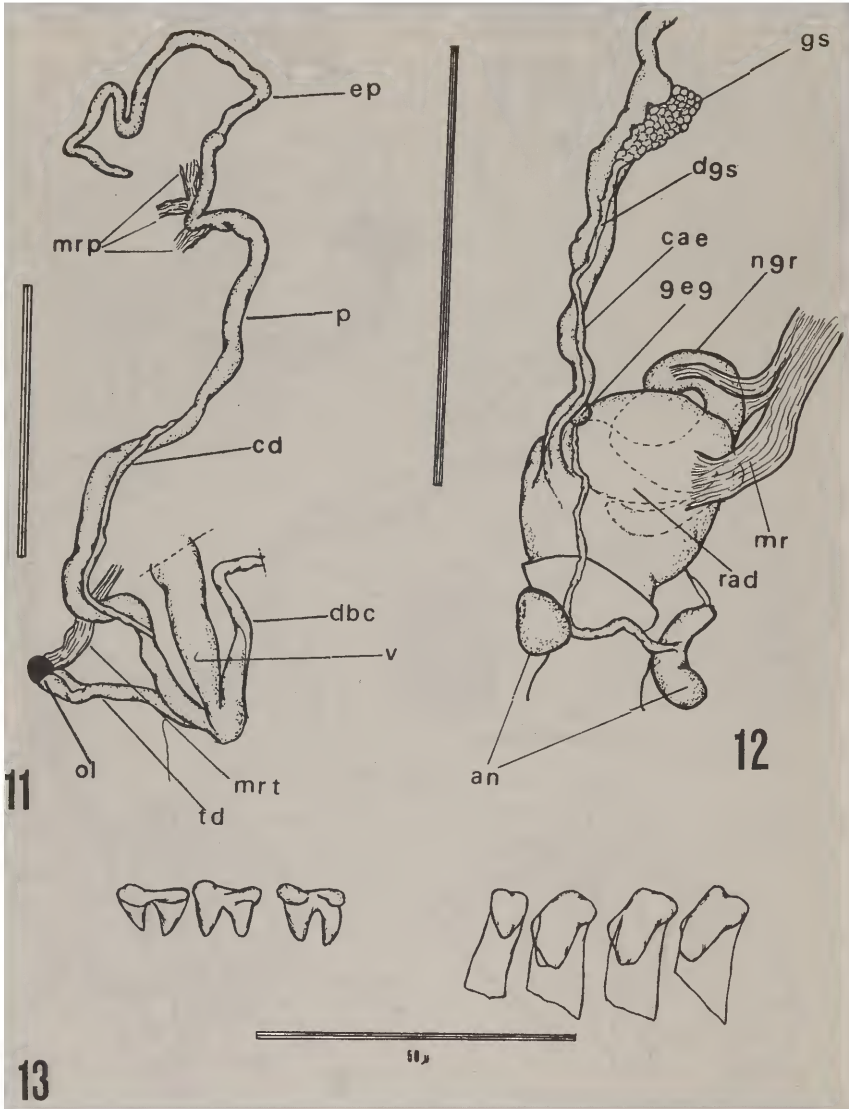 ep
mrp
p
cd
dbc
v
ol
mrt
td
11
gs
dgs
cae
geg
ngr
mr
rad
an
12
50µ
13